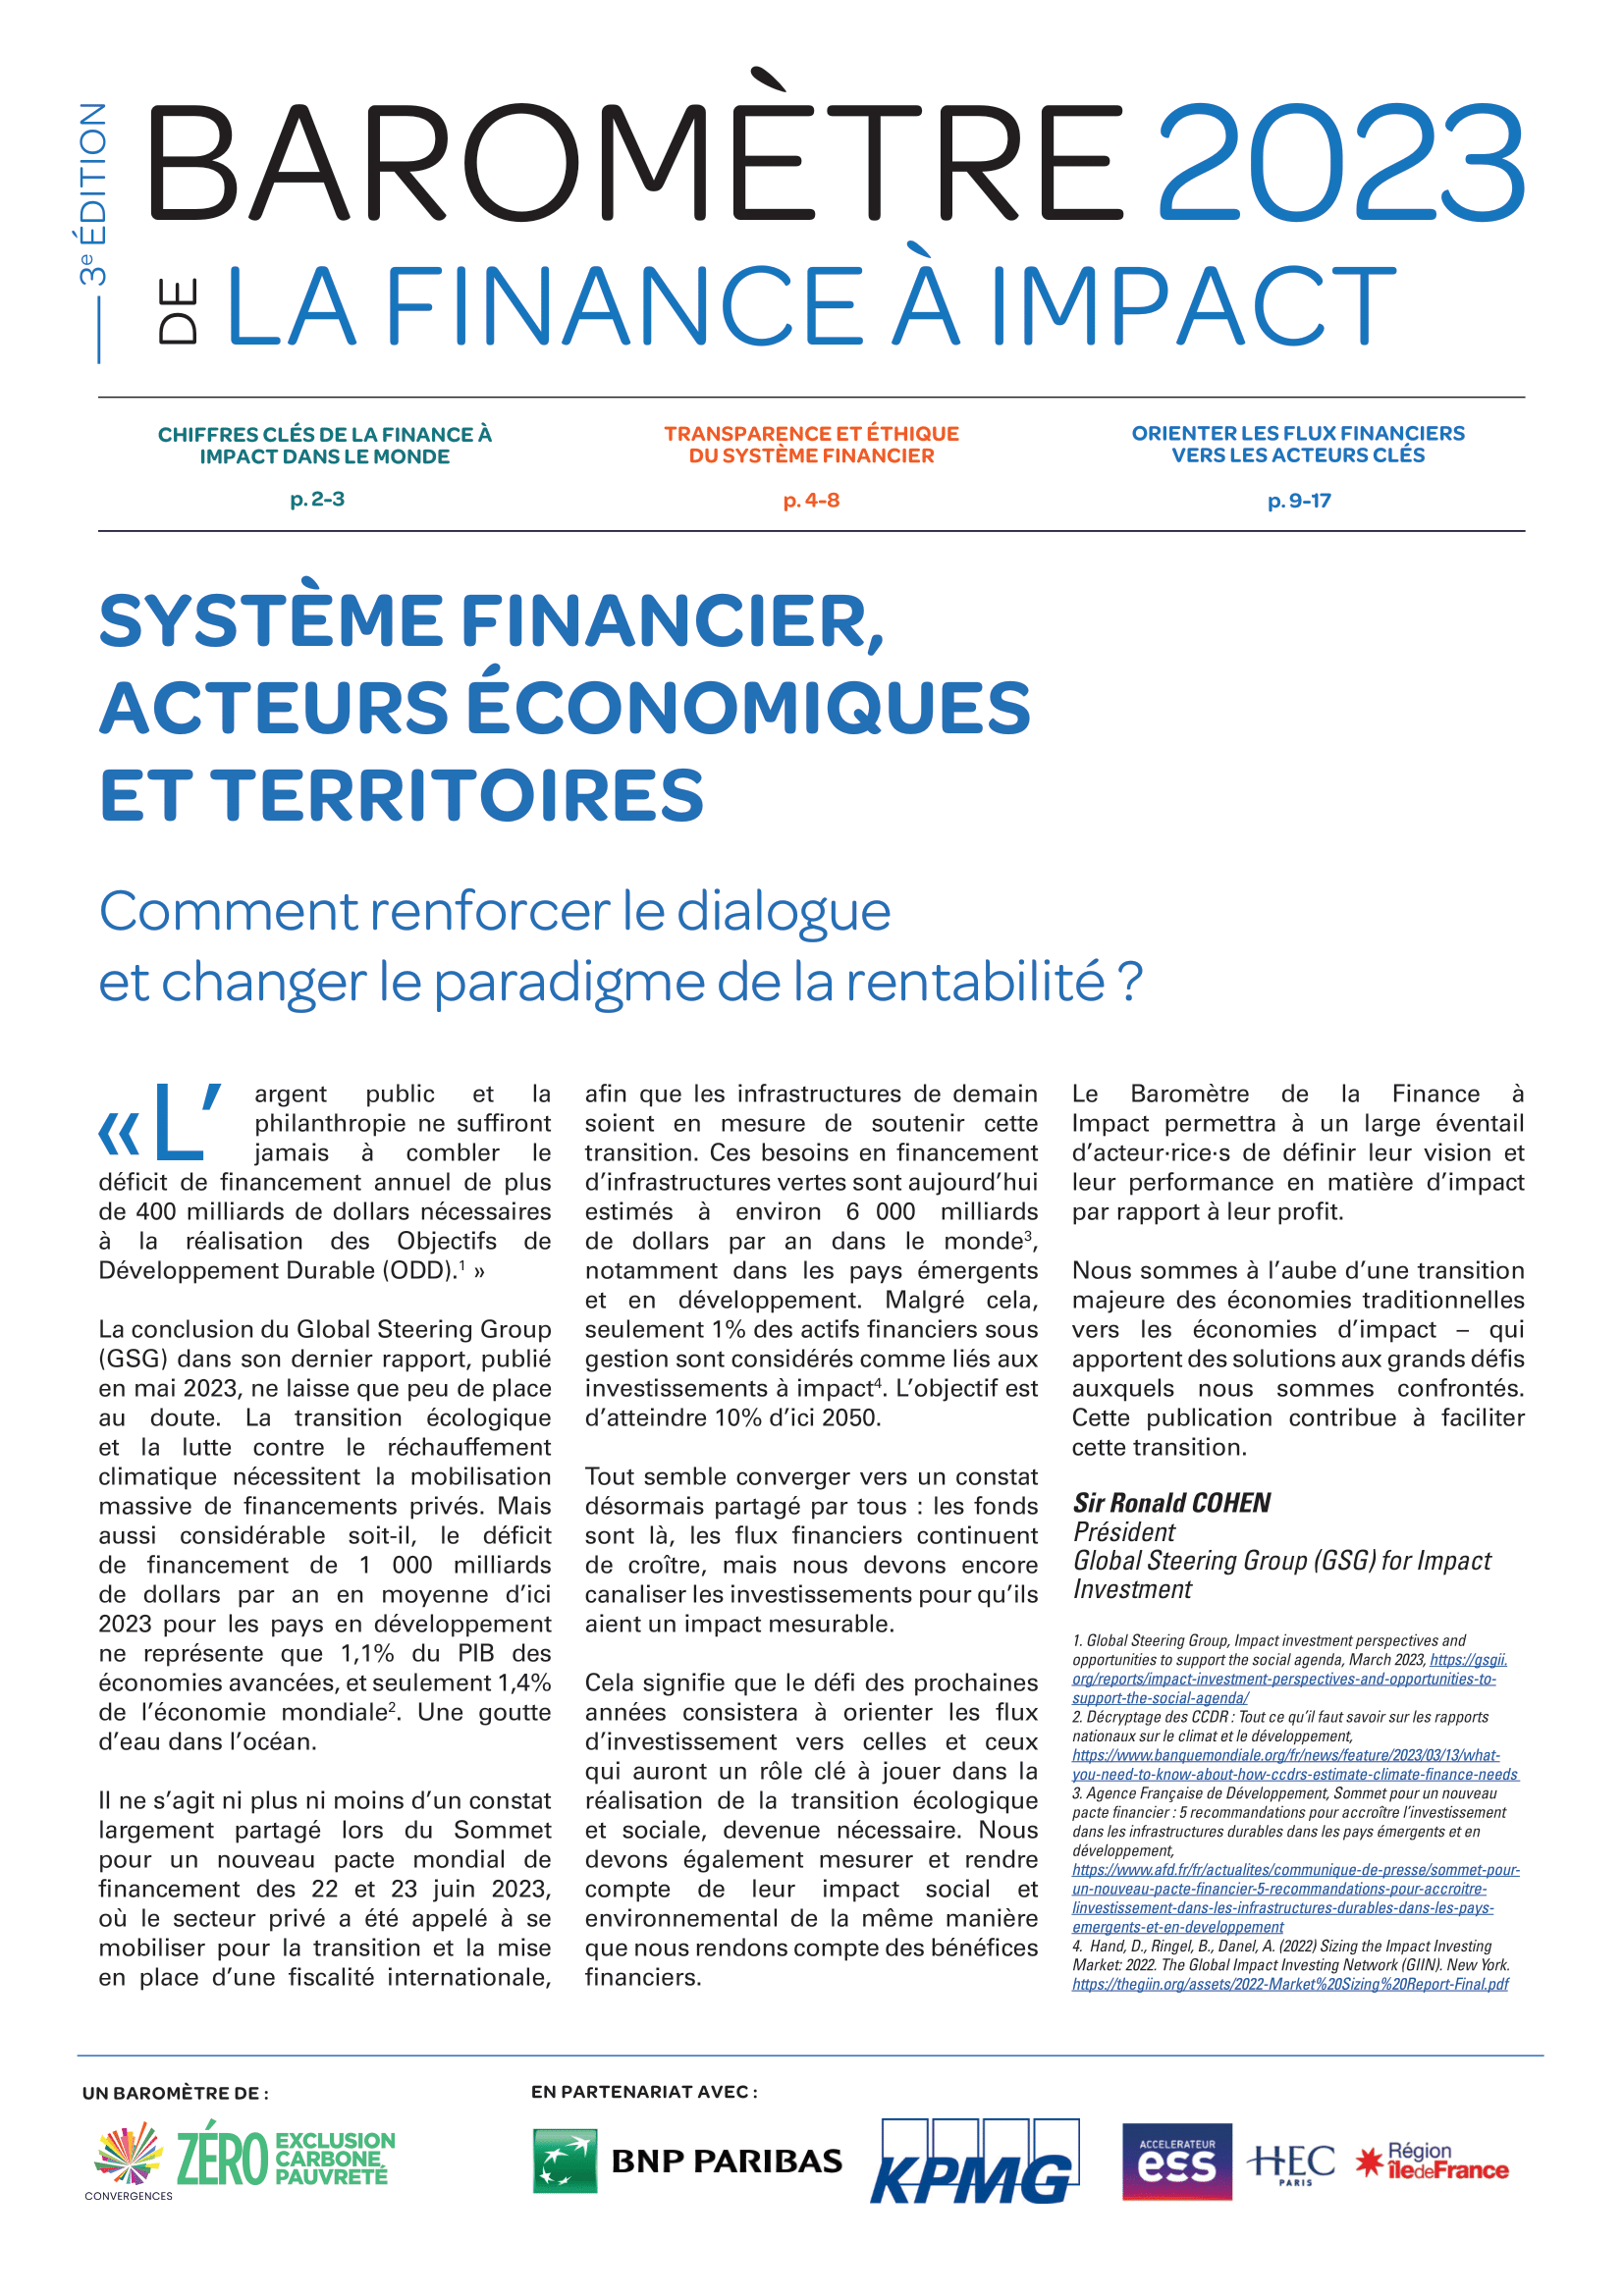 3e ÉDITION
BAROMÈTRE 2023
DE LA FINANCE À IMPACT
CHIFFRES CLÉS DE LA FINANCE À
IMPACT DANS LE MONDE
p. 2-3
TRANSPARENCE ET ÉTHIQUE
DU SYSTÈME FINANCIER
p. 4-8
ORIENTER LES FLUX FINANCIERS
VERS LES ACTEURS CLÉS
p. 9-17
SYSTÈME FINANCIER,
ACTEURS ÉCONOMIQUES
ET TERRITOIRES
Comment renforcer le dialogue
et changer le paradigme de la rentabilité ?
«L’argent public et la
philanthropie ne suffiront
jamais à combler le
déficit de financement annuel de plus
de 400 milliards de dollars nécessaires
à la réalisation des Objectifs de
Développement Durable (ODD).1 »
La conclusion du Global Steering Group
(GSG) dans son dernier rapport, publié
en mai 2023, ne laisse que peu de place
au doute. La transition écologique
et la lutte contre le réchauffement
climatique nécessitent la mobilisation
massive de financements privés. Mais
aussi considérable soit-il, le déficit
de financement de 1 000 milliards
de dollars par an en moyenne d’ici
2023 pour les pays en développement
ne représente que 1,1% du PIB des
économies avancées, et seulement 1,4%
de l’économie mondiale2. Une goutte
d’eau dans l’océan.
Il ne s’agit ni plus ni moins d’un constat
largement partagé lors du Sommet
pour un nouveau pacte mondial de
financement des 22 et 23 juin 2023,
où le secteur privé a été appelé à se
mobiliser pour la transition et la mise
en place d’une fiscalité internationale,
afin que les infrastructures de demain
soient en mesure de soutenir cette
transition. Ces besoins en financement
d’infrastructures vertes sont aujourd’hui
estimés à environ 6 000 milliards
de dollars par an dans le monde3,
notamment dans les pays émergents
et en développement. Malgré cela,
seulement 1% des actifs financiers sous
gestion sont considérés comme liés aux
investissements à impact4. L’objectif est
d’atteindre 10% d’ici 2050.
Tout semble converger vers un constat
désormais partagé par tous : les fonds
sont là, les flux financiers continuent
de croître, mais nous devons encore
canaliser les investissements pour qu’ils
aient un impact mesurable.
Cela signifie que le défi des prochaines
années consistera à orienter les flux
d’investissement vers celles et ceux
qui auront un rôle clé à jouer dans la
réalisation de la transition écologique
et sociale, devenue nécessaire. Nous
devons également mesurer et rendre
compte de leur impact social et
environnemental de la même manière
que nous rendons compte des bénéfices
financiers.
Le Baromètre de la Finance à
Impact permettra à un large éventail
d’acteur·rice·s de définir leur vision et
leur performance en matière d’impact
par rapport à leur profit.
Nous sommes à l’aube d’une transition
majeure des économies traditionnelles
vers les économies d’impact – qui
apportent des solutions aux grands défis
auxquels nous sommes confrontés.
Cette publication contribue à faciliter
cette transition.
Sir Ronald COHEN
Président
Global Steering Group (GSG) for Impact
Investment
1. Global Steering Group, Impact investment perspectives and
opportunities to support the social agenda, March 2023, https://gsgii.
org/reports/impact-investment-perspectives-and-opportunities-to-
support-the-social-agenda/
2. Décryptage des CCDR : Tout ce qu’il faut savoir sur les rapports
nationaux sur le climat et le développement,
https://www.banquemondiale.org/fr/news/feature/2023/03/13/what-
you-need-to-know-about-how-ccdrs-estimate-climate-finance-needs
3. Agence Française de Développement, Sommet pour un nouveau
pacte financier : 5 recommandations pour accroître l’investissement
dans les infrastructures durables dans les pays émergents et en
développement,
https://www.afd.fr/fr/actualites/communique-de-presse/sommet-pour-
un-nouveau-pacte-financier-5-recommandations-pour-accroitre-
linvestissement-dans-les-infrastructures-durables-dans-les-pays-
emergents-et-en-developpement
4. Hand, D., Ringel, B., Danel, A. (2022) Sizing the Impact Investing
Market: 2022. The Global Impact Investing Network (GIIN). New York.
https://thegiin.org/assets/2022-Market%20Sizing%20Report-Final.pdf
UN BAROMÈTRE DE :
CONVERGENCES
ZÉRO EXCLUSION
CARBONE
PAUVRETÉ
EN PARTENARIAT AVEC :
BNP PARIBAS
KPMG
ACCELERATEUR
ess
HEC
PARIS
Région
îledeFrance